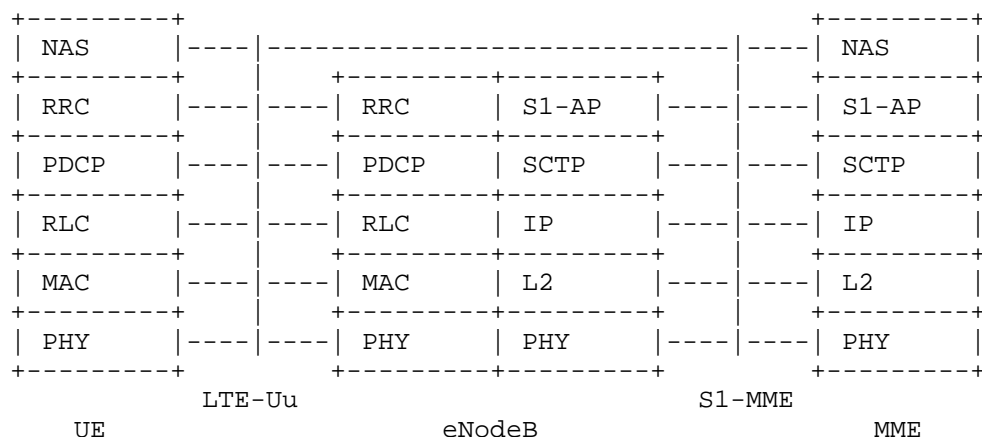 NAS NAS
RRC RRC S1-AP S1-AP
PDCP PDCP SCTP SCTP
RLC RLC IP IP
MAC MAC L2 L2
PHY PHY PHY PHY
LTE-Uu S1-MME
UE eNodeB MME